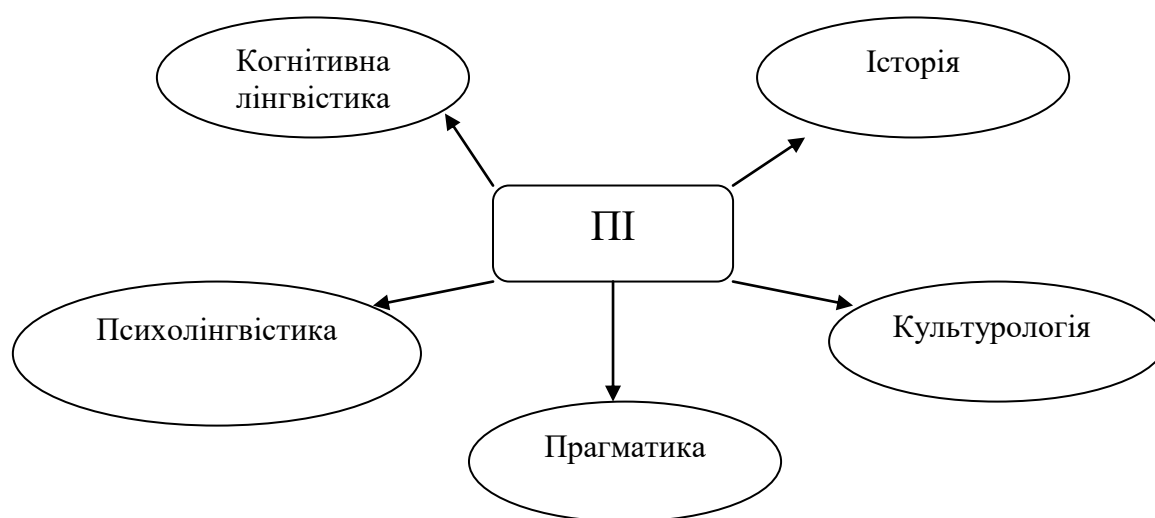 Когнітивна
лінгвістика
Історія
ПІ
Психолінгвістика
Культурологія
Прагматика